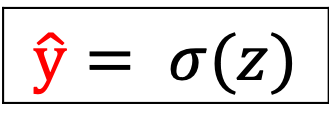 ŷ = σ(z)